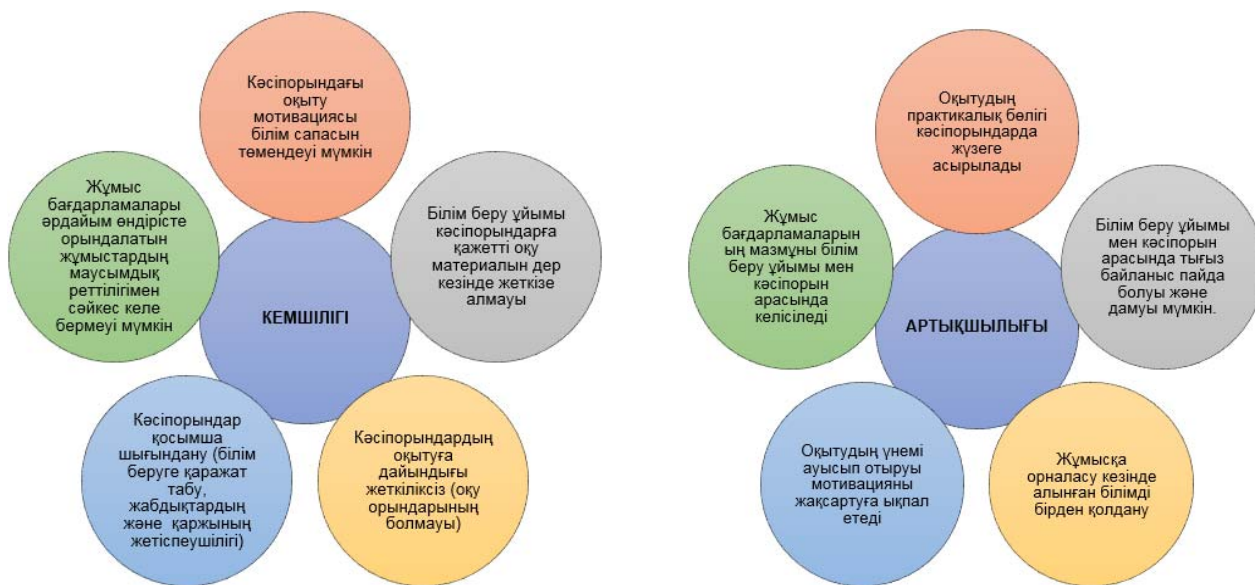 Кәсіпорындағы
оқыту
мотивациясы
білім сапасын
төмендеуі мүмкін
Білім беру ұйымы
кәсіпорындарға
қажетті оқу
материалын дер
кезінде жеткізе
алмауы
Кәсіпорындардың
оқытуға
дайындығы
жеткіліксіз (оқу
орындарының
болмауы)
Кәсіпорындар
қосымша
шығындану (білім
беруге қаражат
табу,
жабдықтардың
және қаржының
жетіспеушілігі)
Жұмыс
бағдарламалары
әрдайым өндірісте
орындалатын
жұмыстардың
маусымдық
реттілігімен
сәйкес келе
бермеуі мүмкін
КЕМШІЛІГІ
Оқытудың
практикалық бөлігі
кәсіпорындарда
жүзеге
асырылады
Білім беру ұйымы
мен кәсіпорын
арасында тығыз
байланыс пайда
болуы және
дамуы мүмкін.
Жұмысқа
орналасу кезінде
алынған білімді
бірден қолдану
Оқытудың үнемі
ауысып отыруы
мотивацияны
жақсартуға ықпал
етеді
Жұмыс
бағдарламаларын
ың мазмұны білім
беру ұйымы мен
кәсіпорын
арасында
келісіледі
АРТЫҚШЫЛЫҒЫ